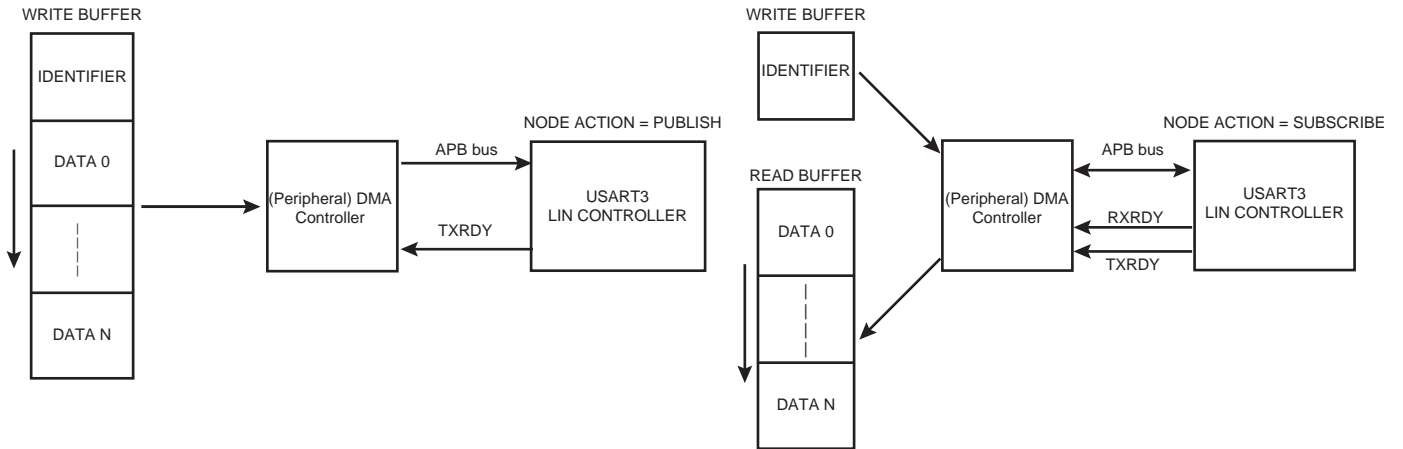 WRITE BUFFER
IDENTIFIER
DATA 0
DATA N
(Peripheral) DMA
Controller
APB bus
TXRDY
NODE ACTION = PUBLISH
USART3
LIN CONTROLLER
WRITE BUFFER
IDENTIFIER
READ BUFFER
DATA 0
DATA N
(Peripheral) DMA
Controller
APB bus
RXRDY
TXRDY
NODE ACTION = SUBSCRIBE
USART3
LIN CONTROLLER